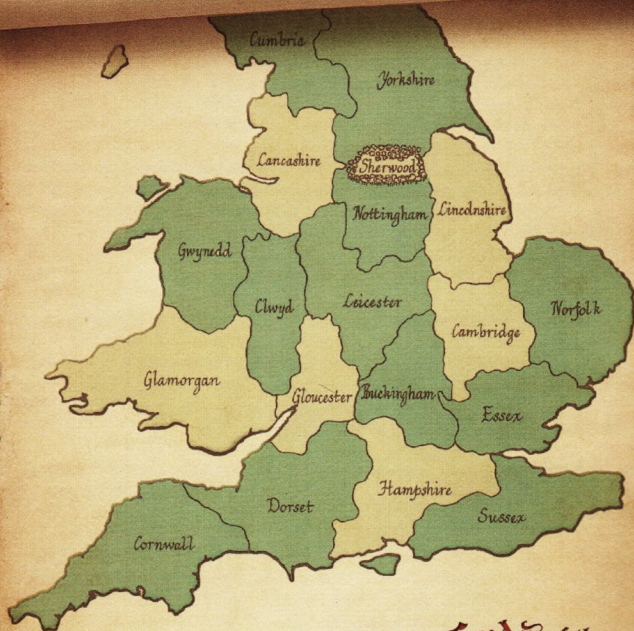 Cumbria
Yorkshire
Lancashire
Sherwood
Nottingham
Lincolnshire
Gwynedd
Clwyd
Leicester
Norfolk
Cambridge
Glamorgan
Gloucester
Buckingham
Essex
Hampshire
Dorset
Sussex
Cornwall